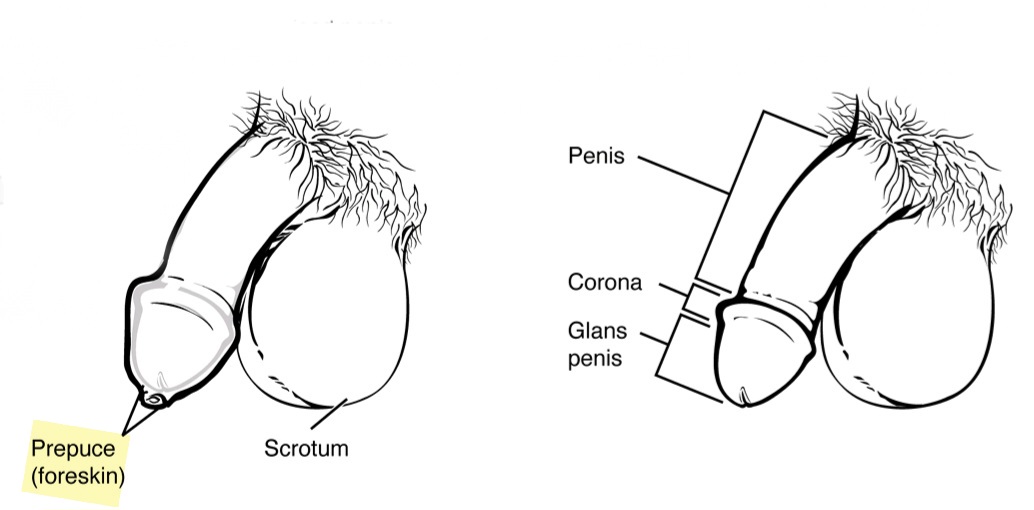 Penis
Corona
Glans
penis
Prepuce
(foreskin)
Scrotum